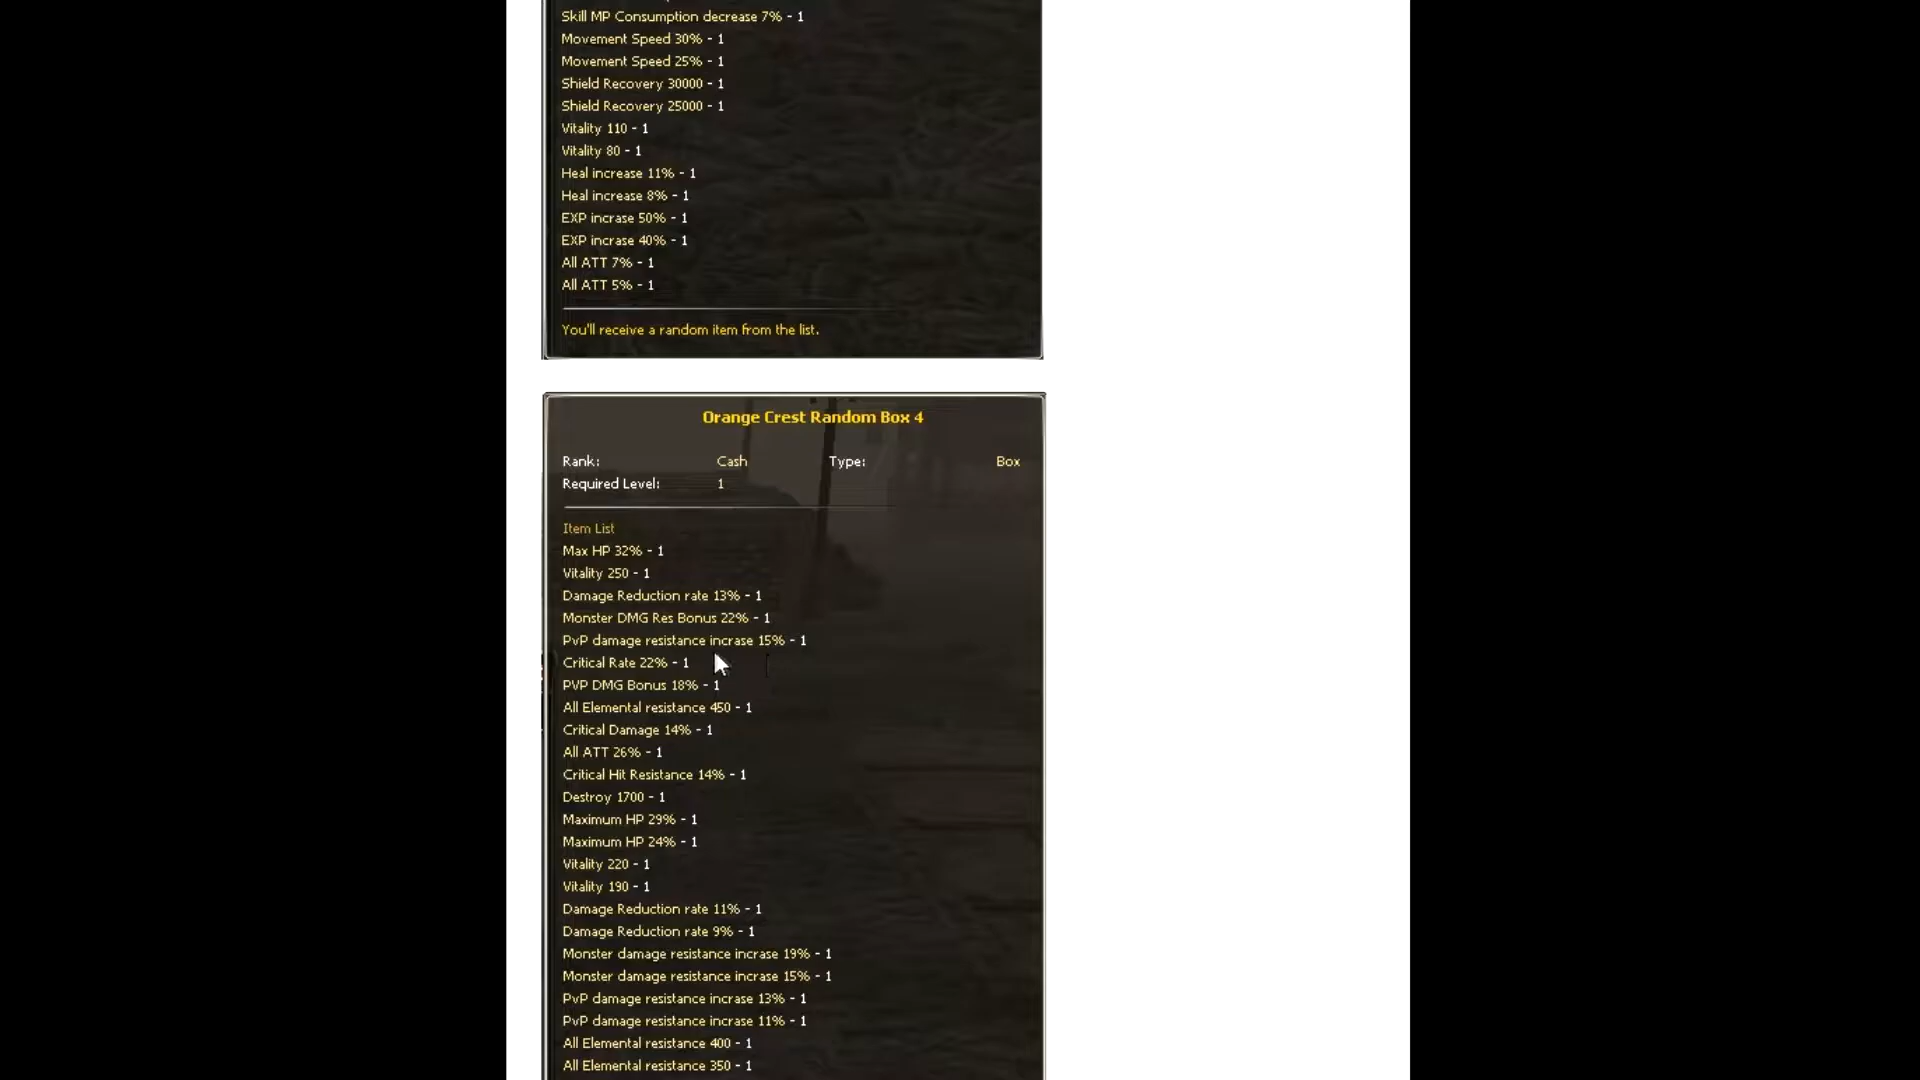 Skill MP Consumption decrease 7% - 1
Movement Speed 30% - 1
Movement Speed 25% - 1
Shield Recovery 30000 - 1
Shield Recovery 25000 - 1
Vitality 110 - 1
Vitality 80 - 1
Heal increase 11% - 1
Heal increase 8% - 1
EXP incrase 50% - 1
EXP incrase 40% - 1
All ATT 7% - 1
All ATT 5% - 1
You'll receive a random item from the list.
Orange Crest Random Box 4
Rank: Cash Type: Box
Required Level: 1
Item List
Max HP 32% - 1
Vitality 250 - 1
Damage Reduction rate 13% - 1
Monster DMG Res Bonus 22% - 1
PvP damage resistance incrase 15% - 1
Critical Rate 22% - 1
PVP DMG Bonus 18% - 1
All Elemental resistance 450 - 1
Critical Damage 14% - 1
All ATT 26% - 1
Critical Hit Resistance 14% - 1
Destroy 1700 - 1
Maximum HP 29% - 1
Maximum HP 24% - 1
Vitality 220 - 1
Vitality 190 - 1
Damage Reduction rate 11% - 1
Damage Reduction rate 9% - 1
Monster damage resistance incrase 19% - 1
Monster damage resistance incrase 15% - 1
PvP damage resistance incrase 13% - 1
PvP damage resistance incrase 11% - 1
All Elemental resistance 400 - 1
All Elemental resistance 350 - 1